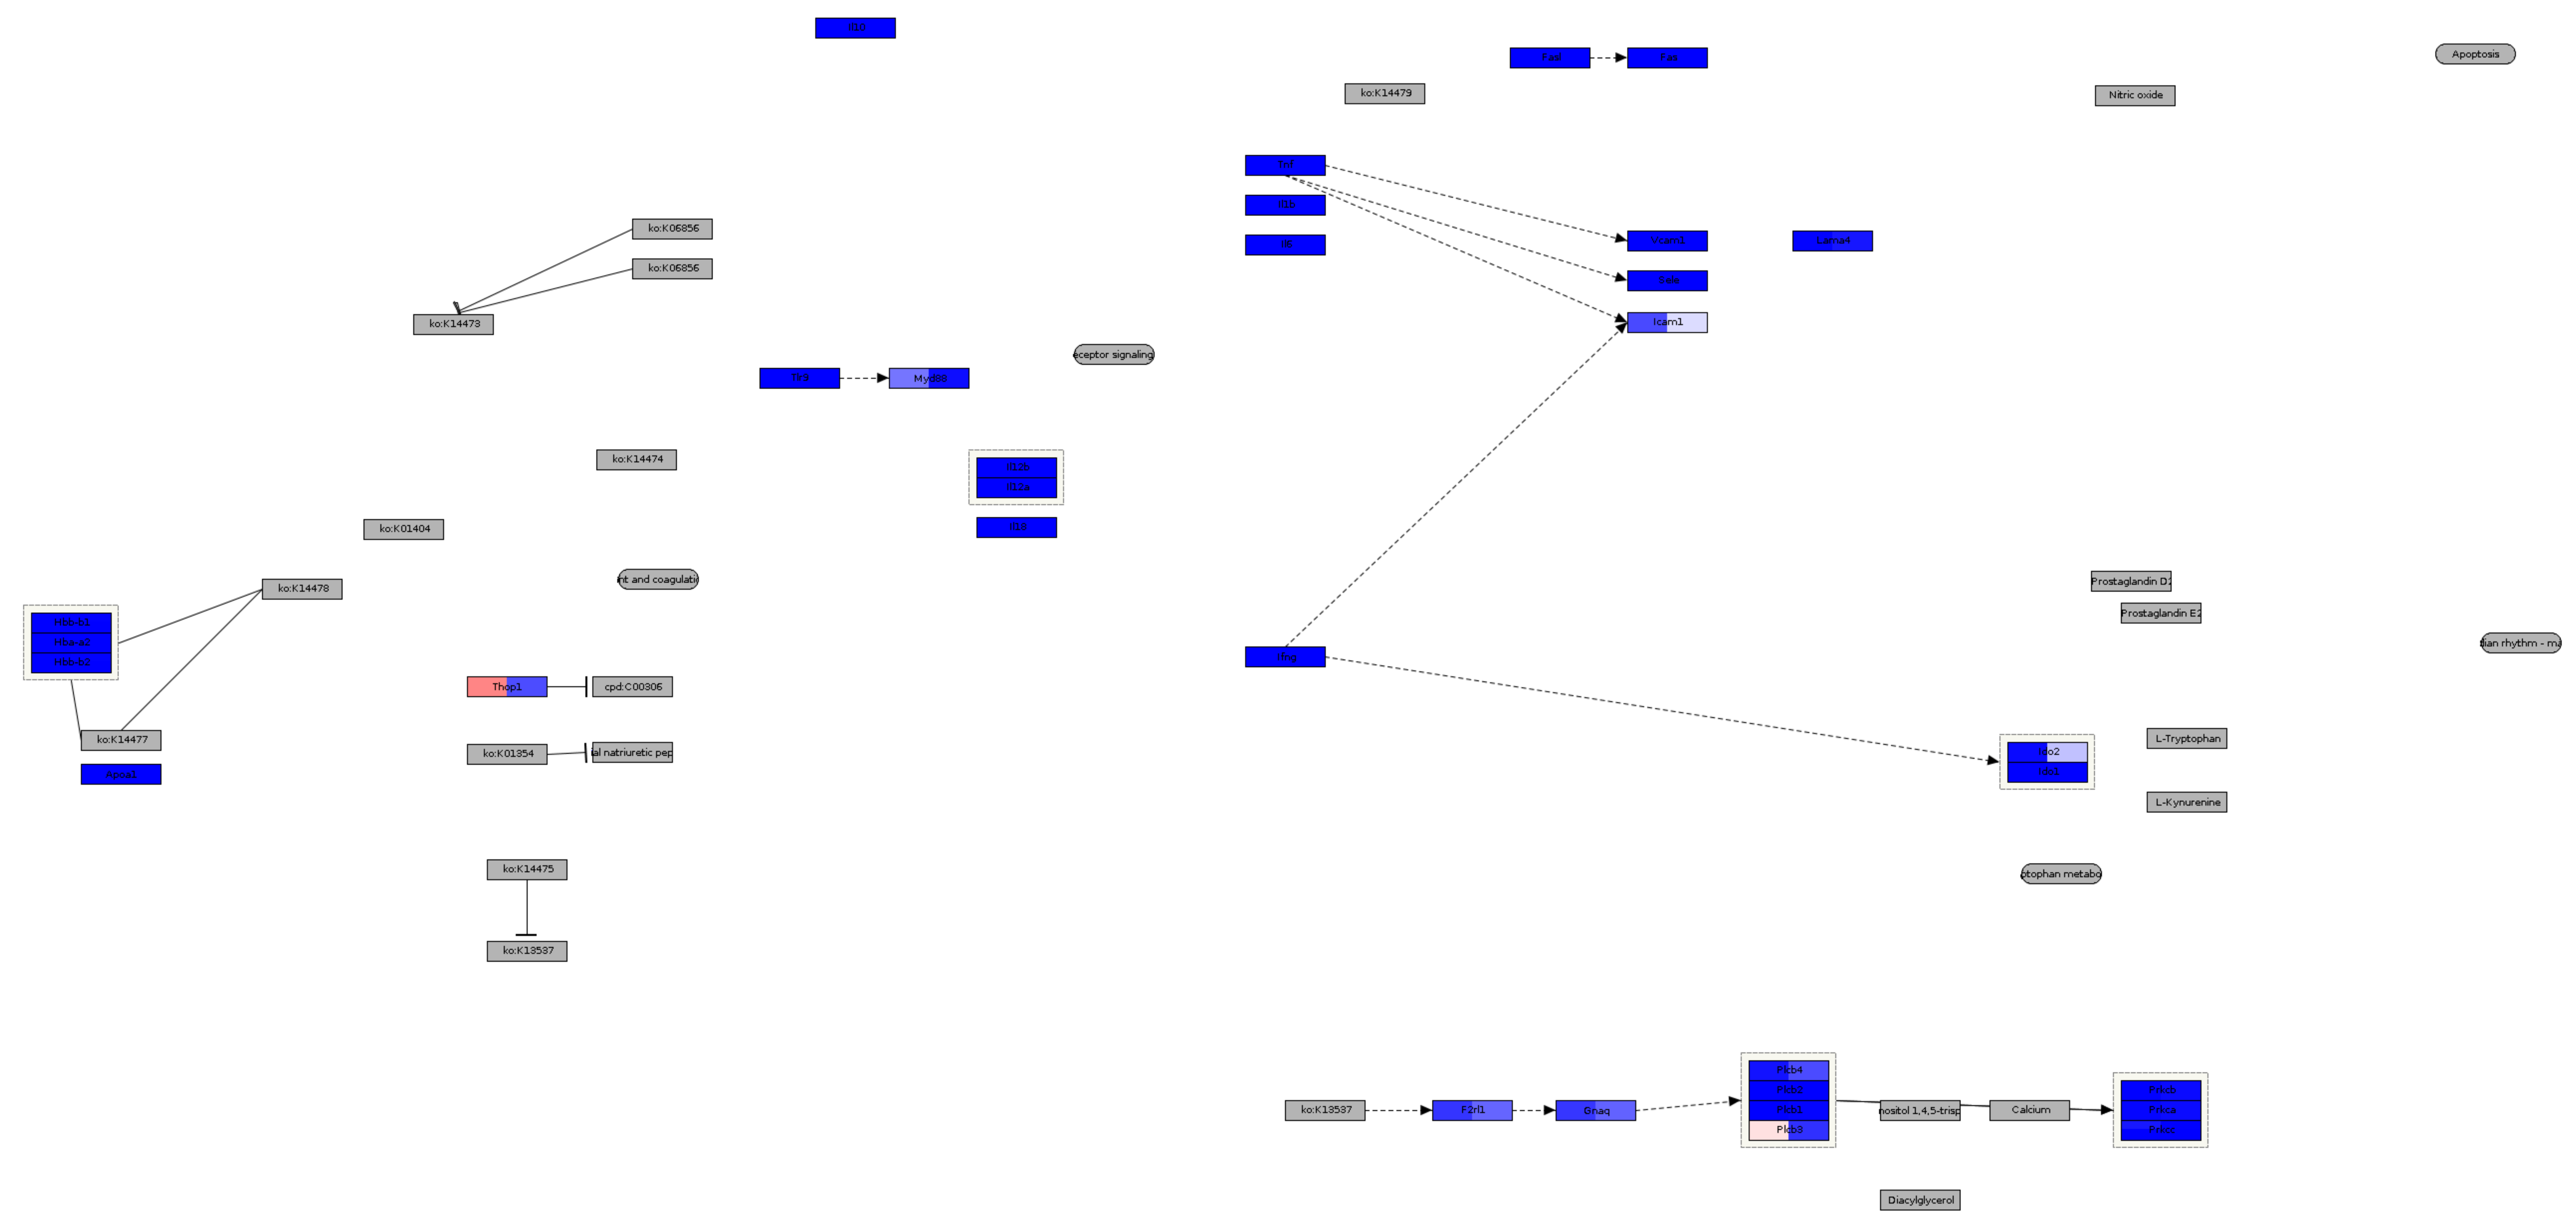 Il10
Fasl
Fas
Apoptosis
ko:K14479
Nitric oxide
Tnf
Il1b
Il6
ko:K06856
ko:K06856
Vcam1
Lama4
Sele
ko:K14473
Icam1
eceptor signaling
Tlr9
Myd88
ko:K14474
Il12b
Il12a
Il18
ko:K01404
nt and coagulati
ko:K14478
Prostaglandin D2
Prostaglandin E2
Hbb-b1
Hba-a2
Hbb-b2
dian rhythm - ma
Ifng
Thop1
cpd:C00306
ko:K14477
ko:K01354
ial natriuretic pep
L-Tryptophan
Ido2
Ido1
Apoa1
L-Kynurenine
ko:K14475
ptophan metabo
ko:K13537
Plcb4
Plcb2
Plcb1
Plcb3
ko:K13537
F2rl1
Gnaq
nositol 1,4,5-trisp
Calcium
Prkcb
Prkca
Prkcc
Diacylglycerol